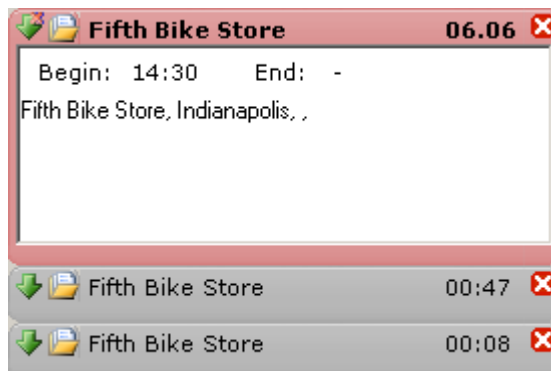 Fifth Bike Store 06.06
Begin: 14:30 End: -
Fifth Bike Store, Indianapolis, ,
Fifth Bike Store 00:47
Fifth Bike Store 00:08